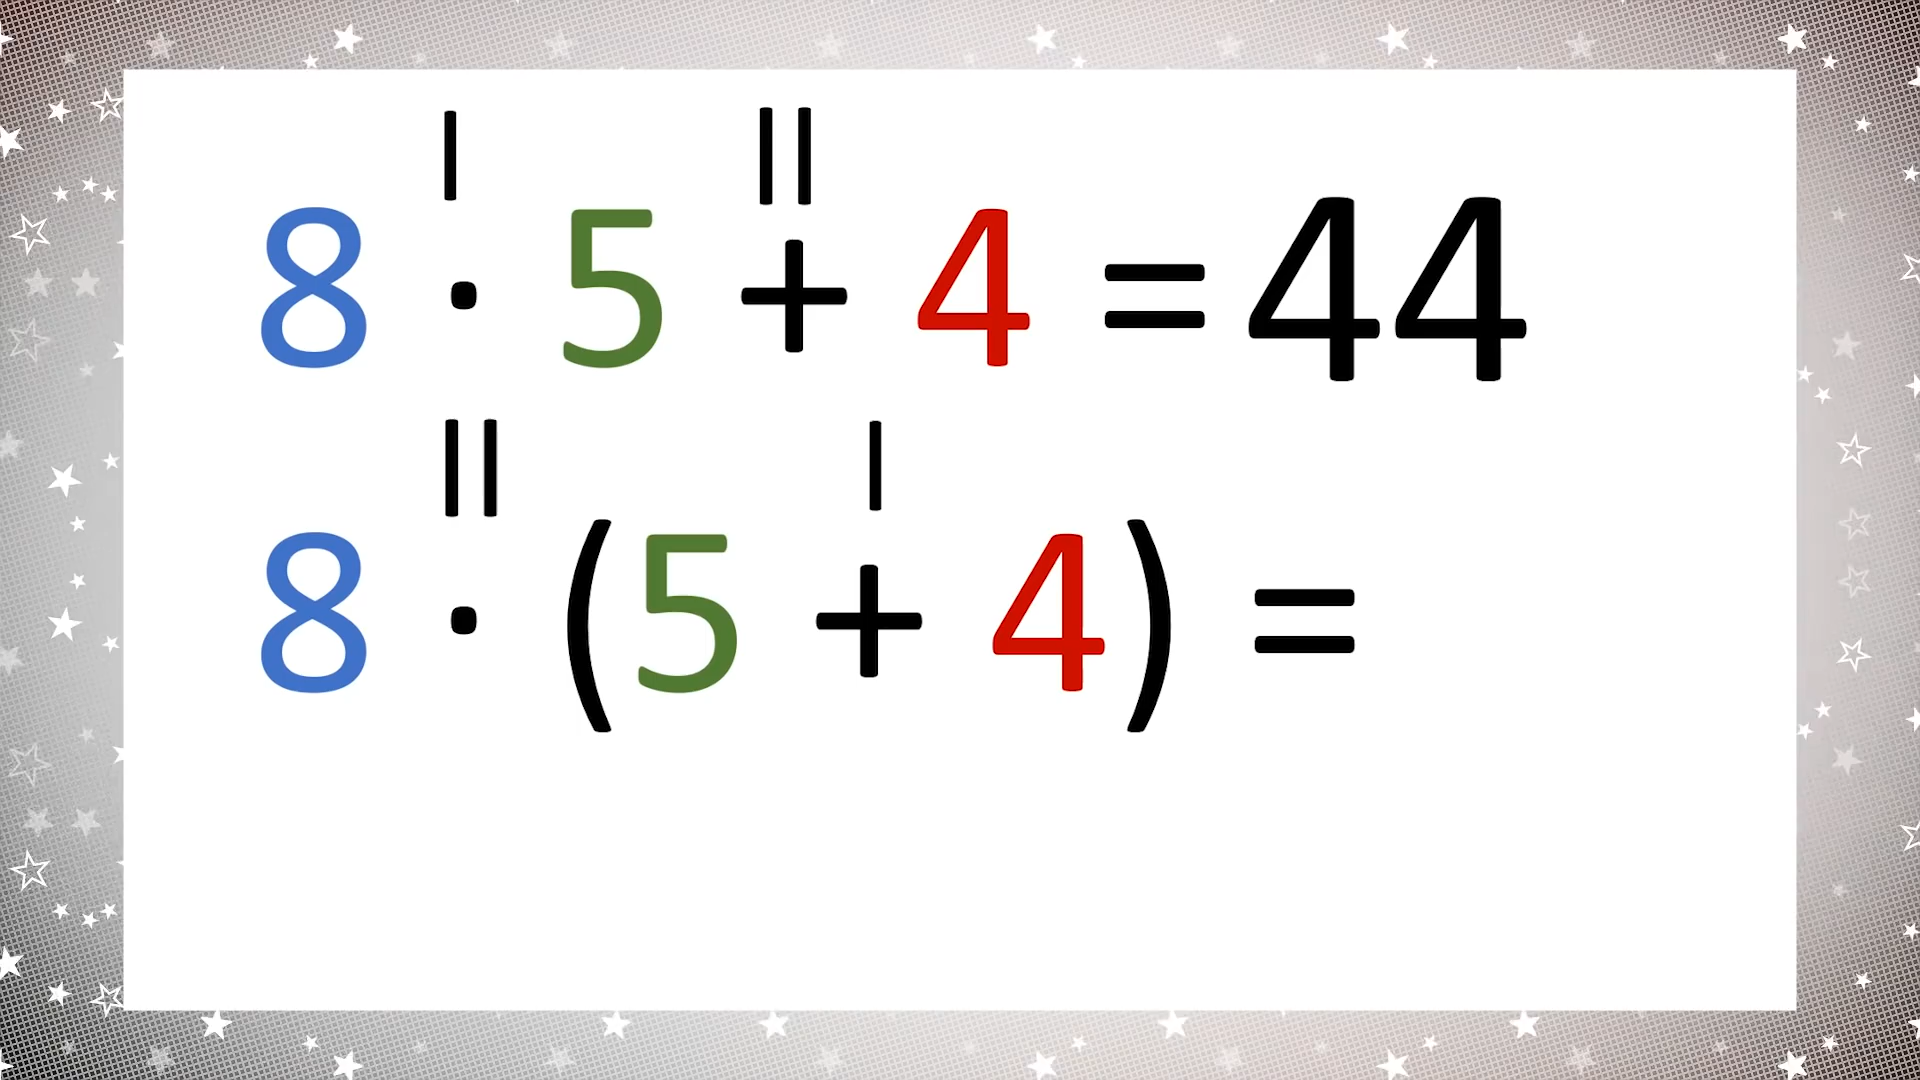 I II
8 · 5 + 4 = 44
II I
8 · (5 + 4) =